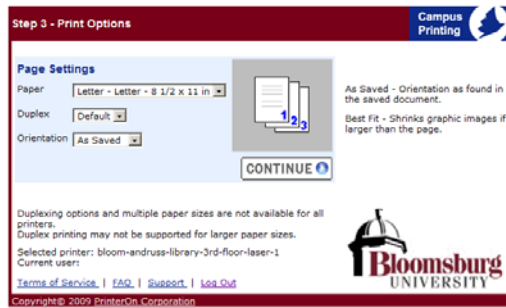 Step 3 - Print Options
Campus
Printing
Page Settings
Paper
Letter - Letter - 8 1/2 x 11 in
Duplex
Default
Orientation
As Saved
1
2
3
CONTINUE
As Saved - Orientation as found in
the saved document.
Best Fit - Shrinks graphic images if
larger than the page.
Duplexing options and multiple paper sizes are not available for all
printers.
Duplex printing may not be supported for larger paper sizes.
Selected printer: bloom-andruss-library-3rd-floor-laser-1
Current user:
Terms of Service | FAQ | Support | Log Out
Bloomsburg
UNIVERSITY
Copyright© 2009 PrinterOn Corporation